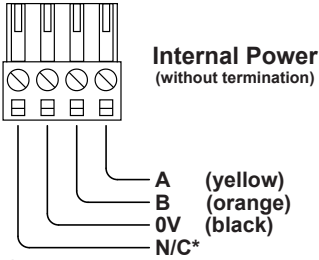 Internal Power
(without termination)
A (yellow)
B (orange)
0V (black)
N/C*